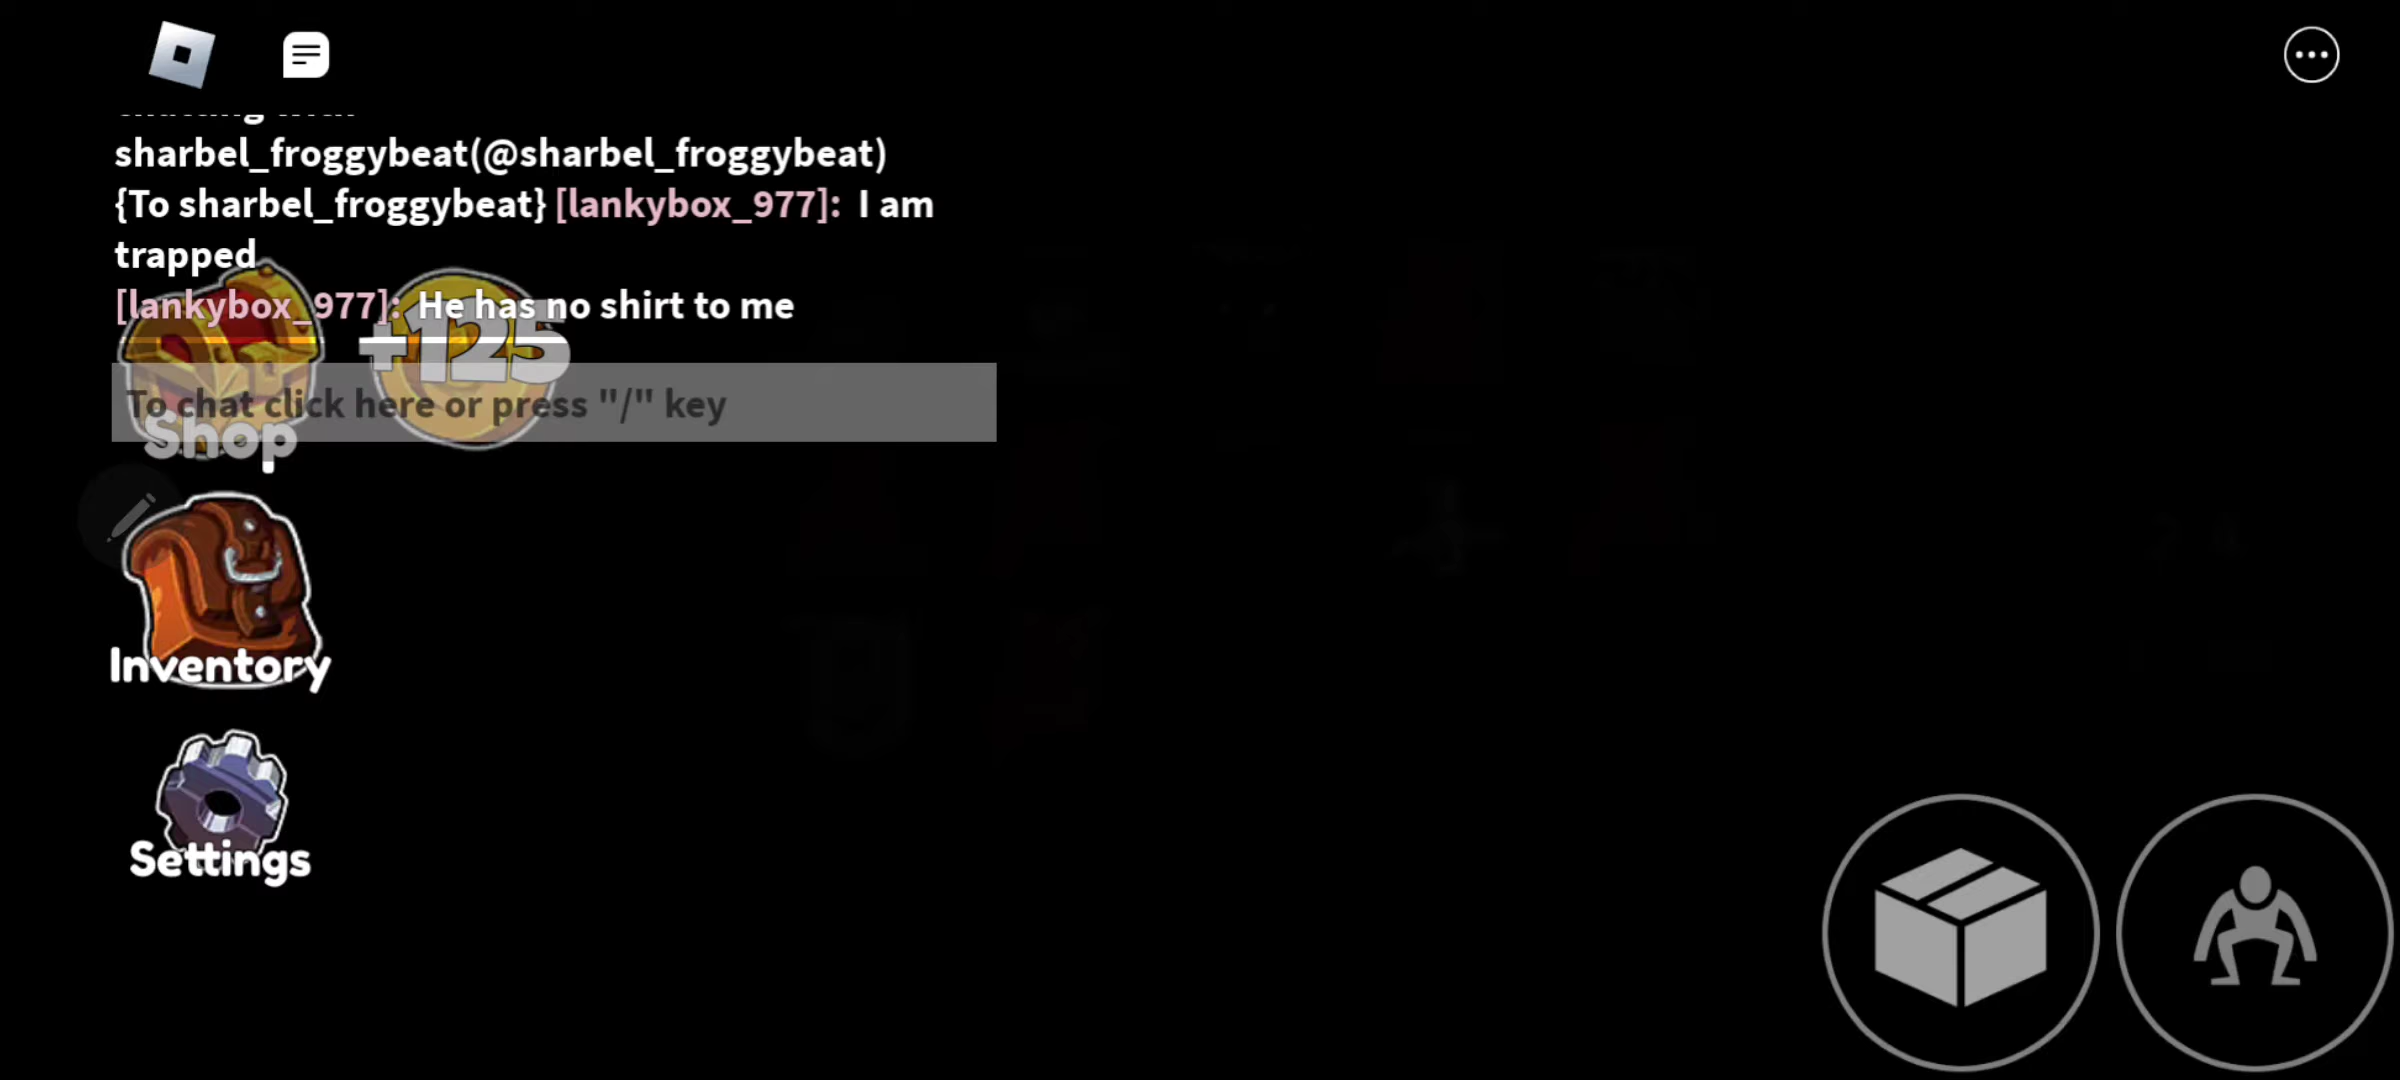 sharbel_froggybeat(@sharbel_froggybeat)
{To sharbel_froggybeat} [lankybox_977]: I am
trapped
[lankybox_977]: He has no shirt to me
+125
To chat click here or press "/" key
Shop
Inventory
Settings